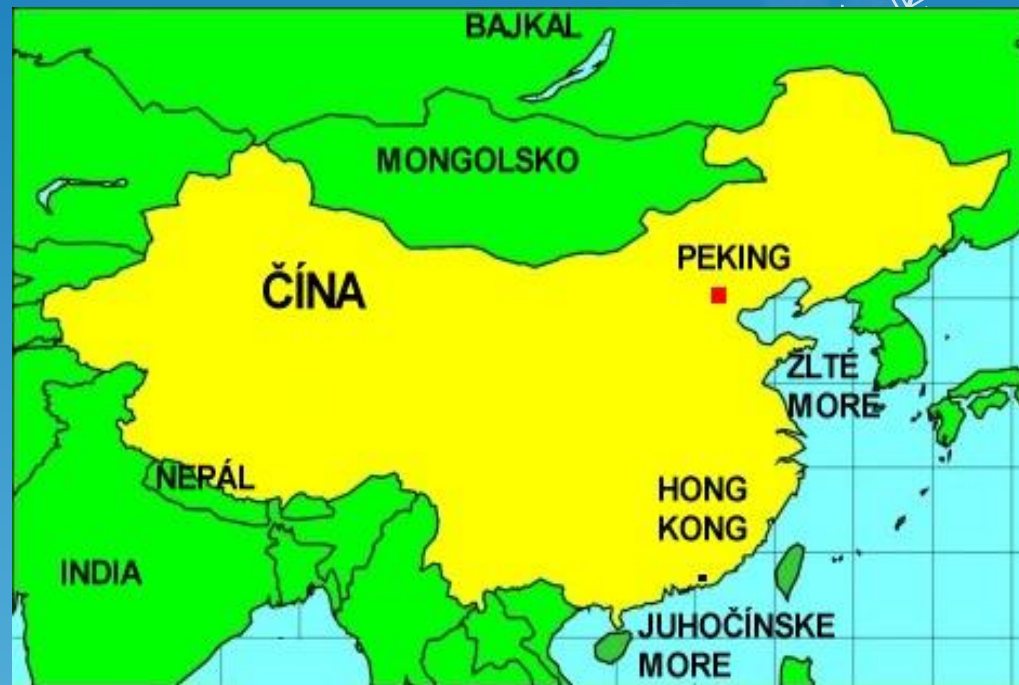 BAJKAL
MONGOLSKO
PEKING
ČÍNA
ŽLTÉ
MORE
NEPÁL
HONG
KONG
INDIA
JUHOČÍNSKE
MORE